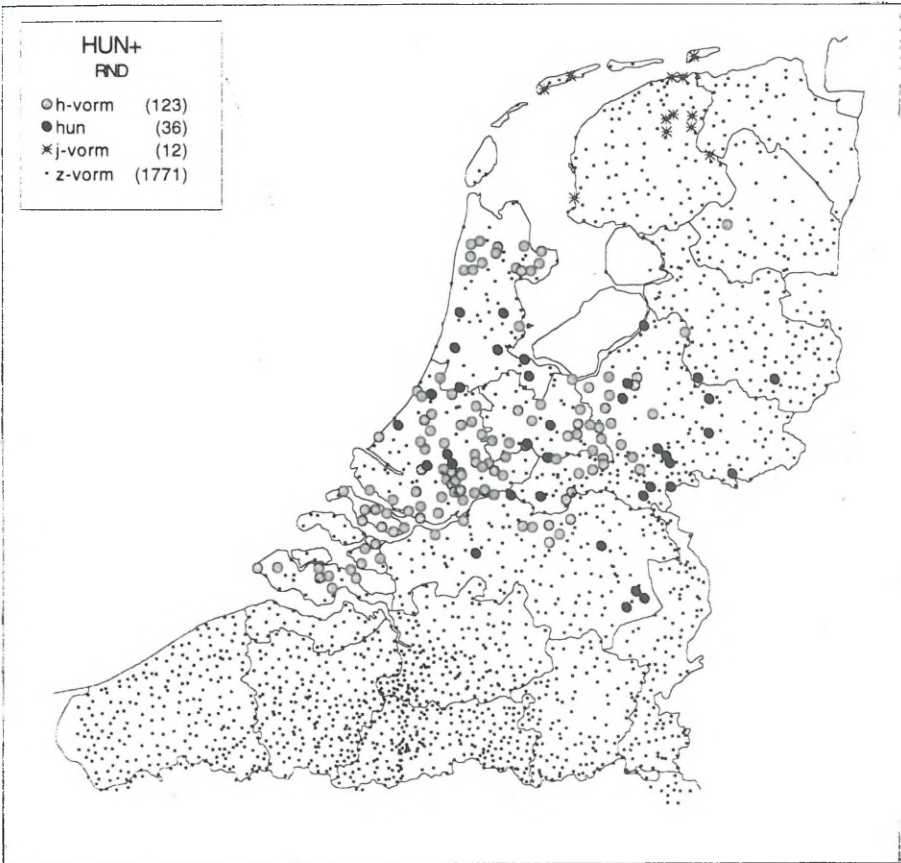 HUN+
RND
h-vorm (123)
hun (36)
j-vorm (12)
z-vorm (1771)